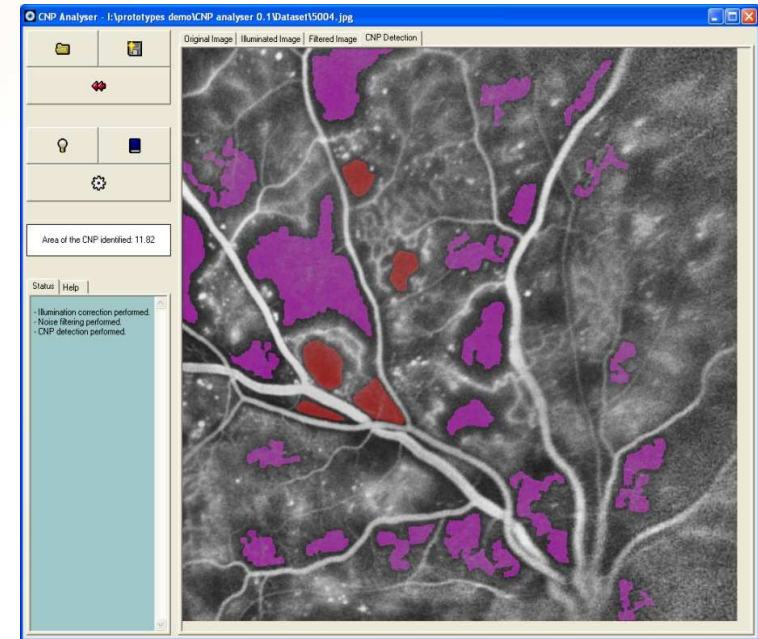 CNP Analyser - I:\prototypes demo\CNP analyser 0.1\Dataset\5004.jpg
Original Image
Illuminated Image
Filtered Image
CNP Detection
Area of the CNP identified: 11.82
Status
Help
- Illumination correction performed.
- Noise filtering performed.
- CNP detection performed.